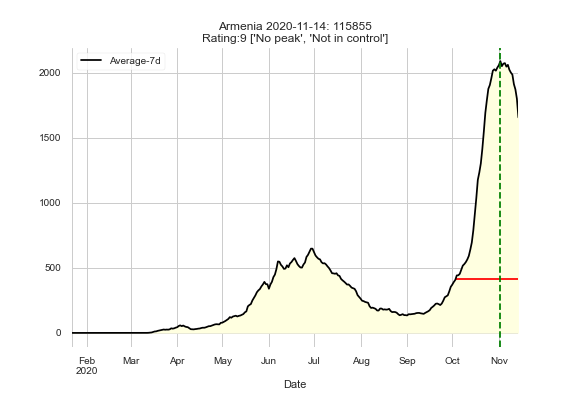 Armenia 2020-11-14: 115855
Rating:9 ['No peak', 'Not in control']
Average-7d
2000
1500
1000
500
0
Feb Mar Apr May Jun Jul Aug Sep Oct Nov
2020
Date